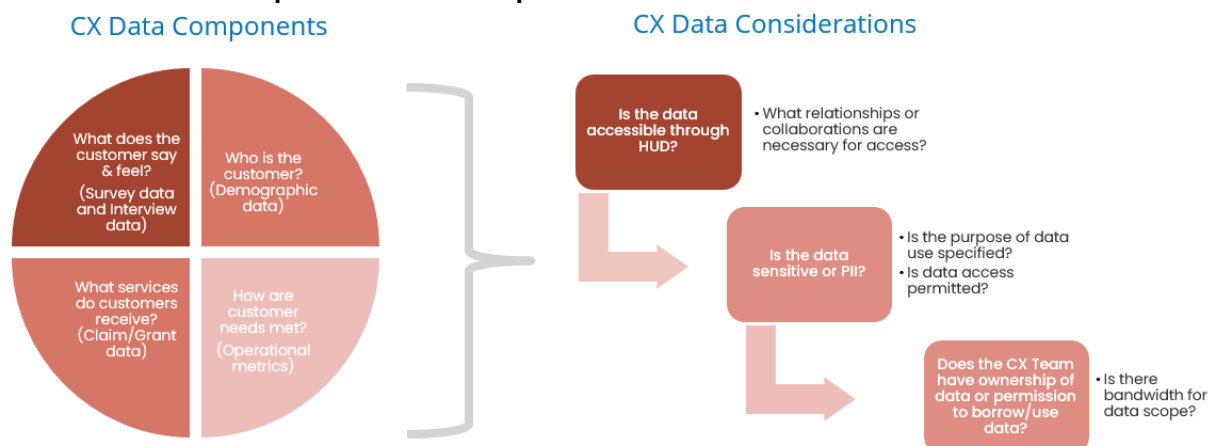 CX Data Components
What does the
customer say
& feel?
(Survey data
and Interview
data)
Who is the
customer?
(Demographic
data)
What services
do customers
receive?
(Claim/Grant
data)
How are
customer
needs met?
(Operational
metrics)
CX Data Considerations
Is the data
accessible through
HUD?
• What relationships or
collaborations are
necessary for access?
Is the data
sensitive or PII?
• Is the purpose of data
use specified?
• Is data access
permitted?
Does the CX Team
have ownership of
data or permission
to borrow/use
data?
• Is there
bandwidth for
data scope?